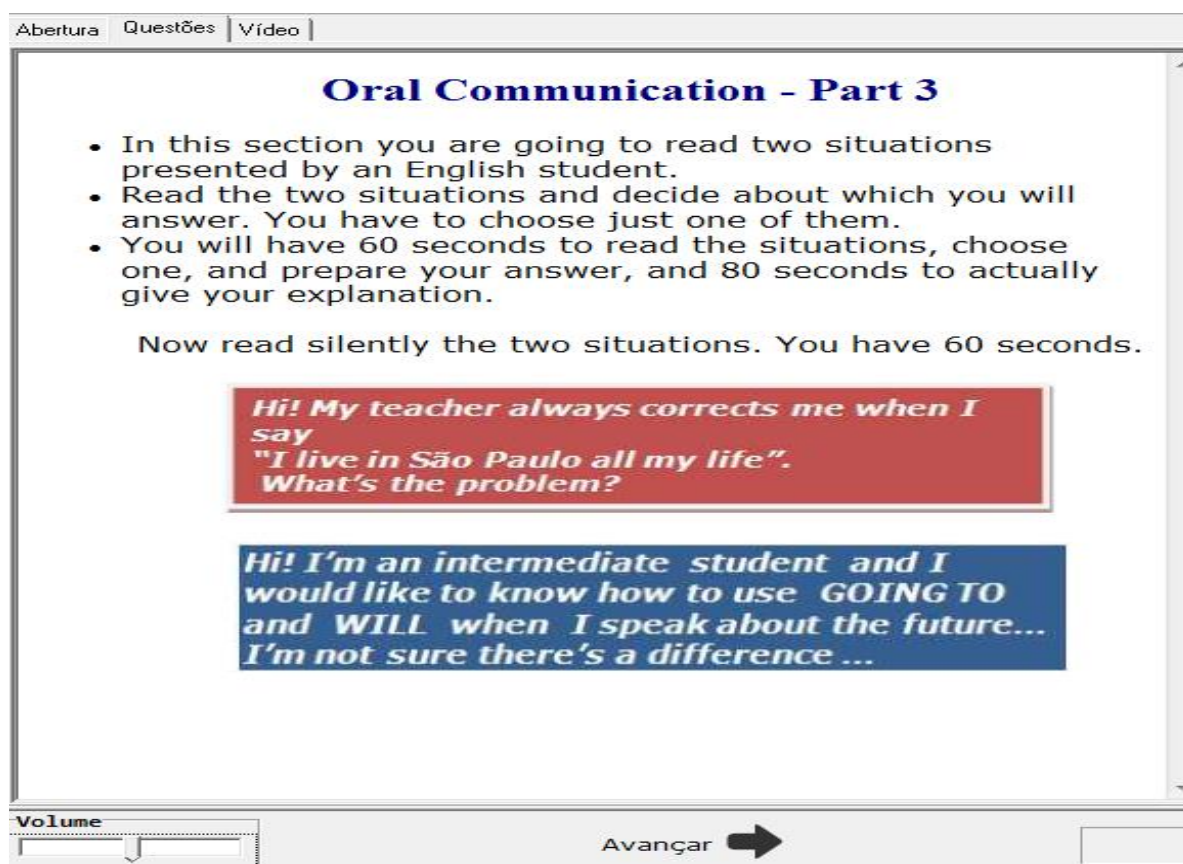 Abertura Questões Vídeo
Oral Communication - Part 3
• In this section you are going to read two situations
presented by an English student.
• Read the two situations and decide about which you will
answer. You have to choose just one of them.
• You will have 60 seconds to read the situations, choose
one, and prepare your answer, and 80 seconds to actually
give your explanation.
Now read silently the two situations. You have 60 seconds.
Hi! My teacher always corrects me when I
say
"I live in São Paulo all my life".
What's the problem?
Hi! I'm an intermediate student and I
would like to know how to use GOING TO
and WILL when I speak about the future...
I'm not sure there's a difference ...
Volume
Avançar